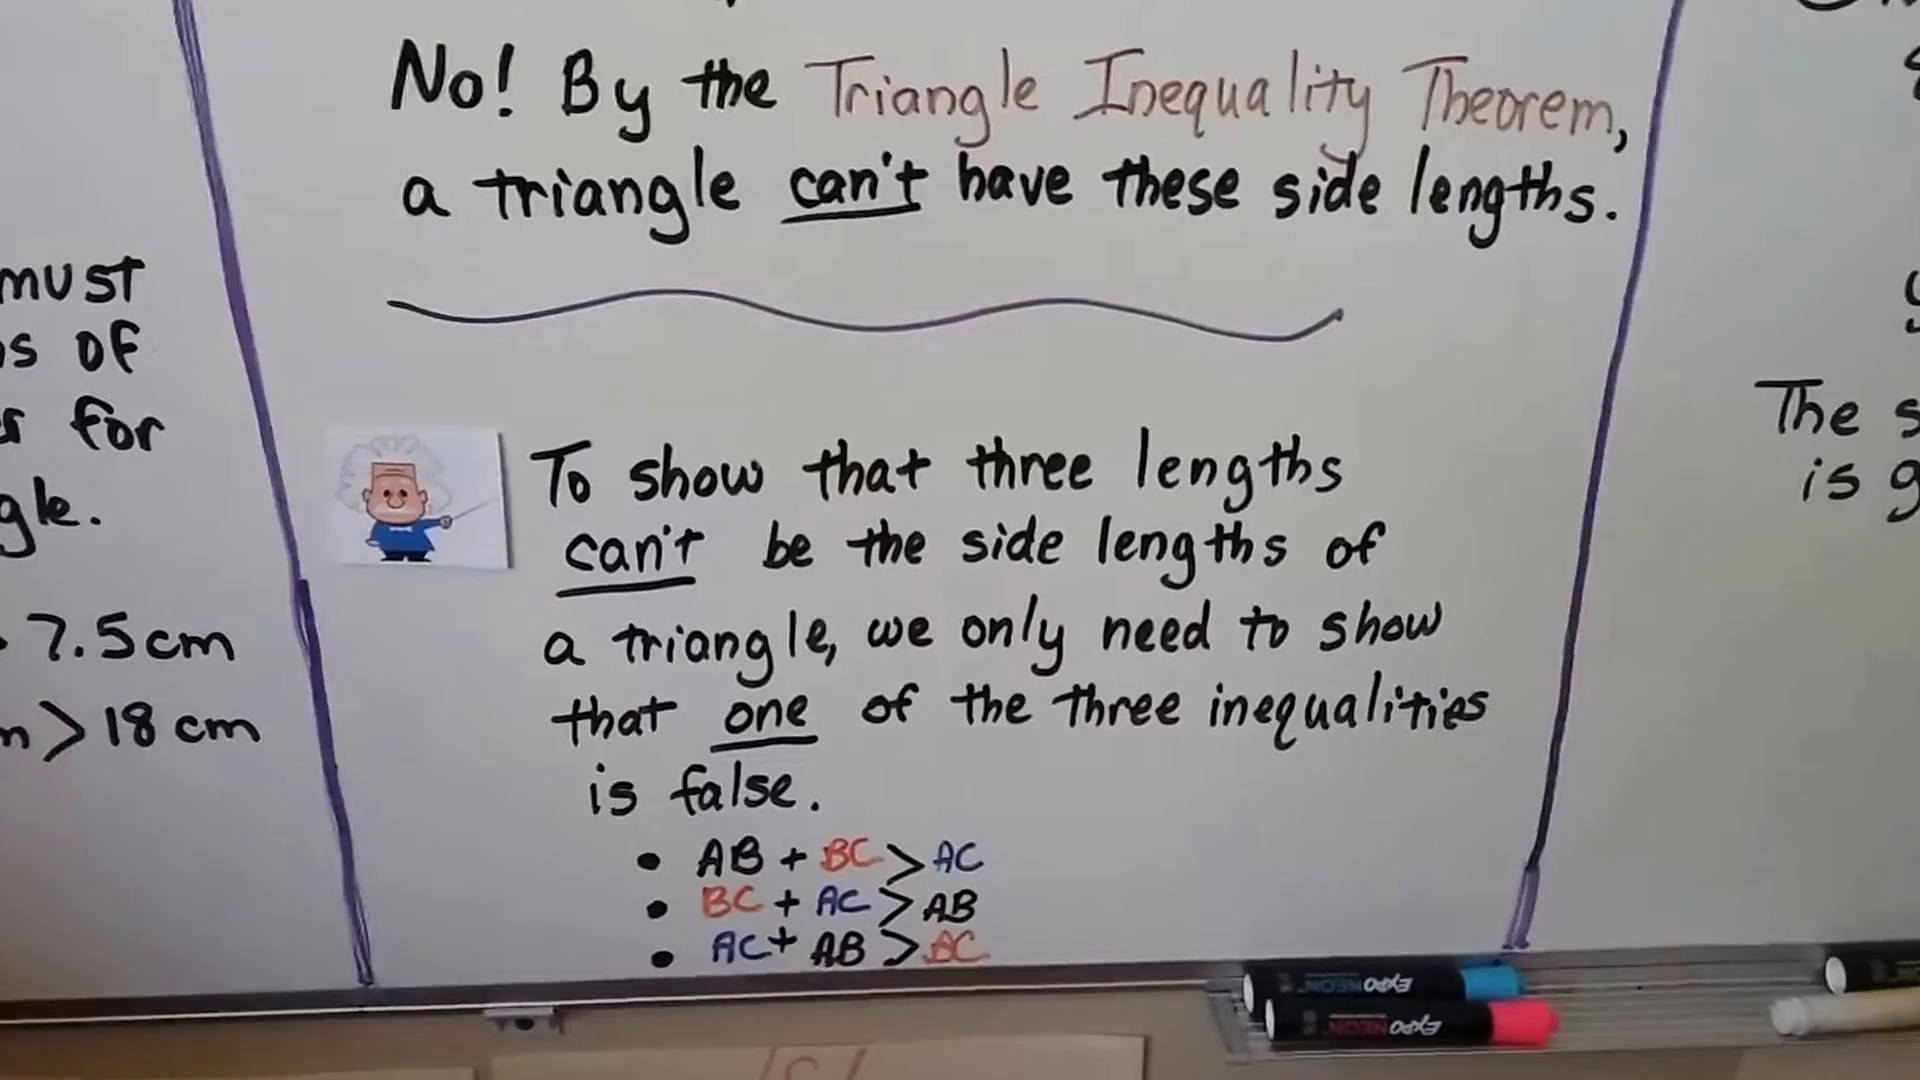 No! By the Triangle Inequality Theorem,
a triangle can't have these side lengths.
must
of
for
7.5 cm
> 18 cm
To show that three lengths
can't be the side lengths of
a triangle, we only need to show
that one of the three inequalities
is false.
• AB + BC > AC
• BC + AC > AB
• AC + AB > BC
The
is
EXPO NEON
EXPO NEON